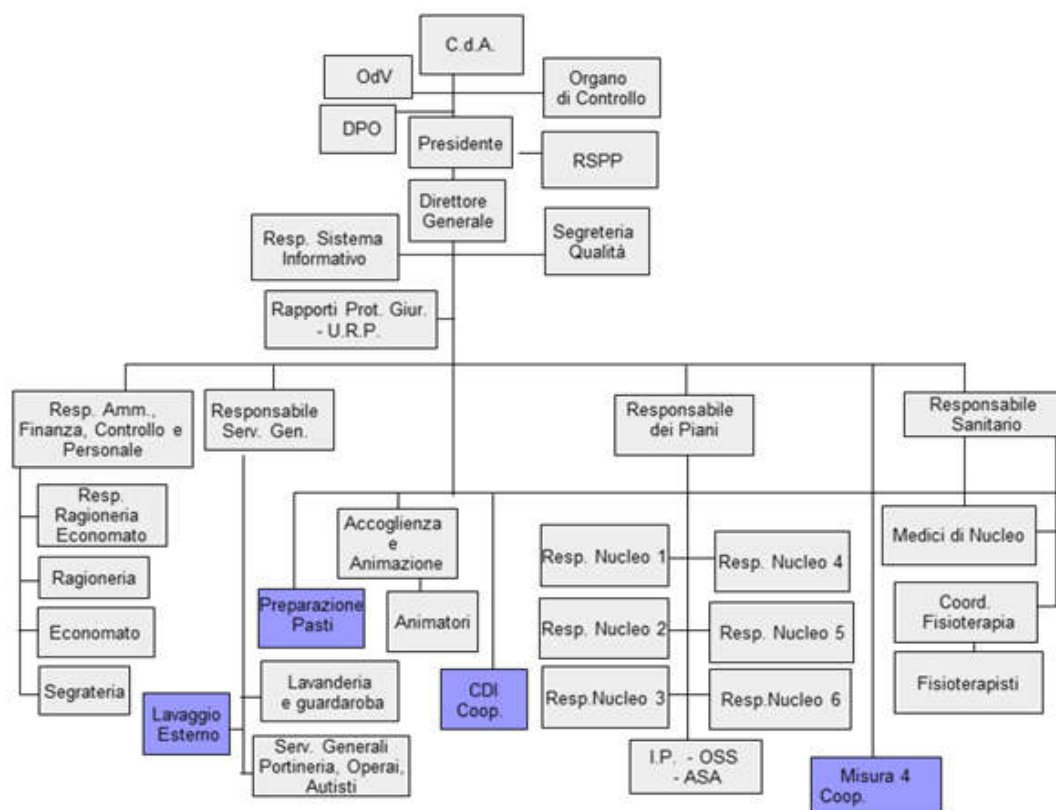 C.d.A.
OdV
Organo
di Controllo
DPO
Presidente
RSPP
Direttore
Generale
Resp. Sistema
Informativo
Segreteria
Qualità
Rapporti Prot. Giur.
- U.R.P.
Resp. Amm.,
Finanza, Controllo e
Personale
Responsabile
Serv. Gen.
Responsabile
dei Piani
Responsabile
Sanitario
Resp.
Ragioneria
Economato
Ragioneria
Economato
Segrateria
Accoglienza
e
Animazione
Preparazione
Pasti
Animatori
Lavanderia
e guardaroba
Lavaggio
Esterno
Serv. Generali
Portineria, Operai,
Autisti
CDI
Coop.
Resp. Nucleo 1
Resp. Nucleo 4
Resp. Nucleo 2
Resp. Nucleo 5
Resp.Nucleo 3
Resp.Nucleo 6
I.P. - OSS
- ASA
Medici di Nucleo
Coord.
Fisioterapia
Fisioterapisti
Misura 4
Coop.